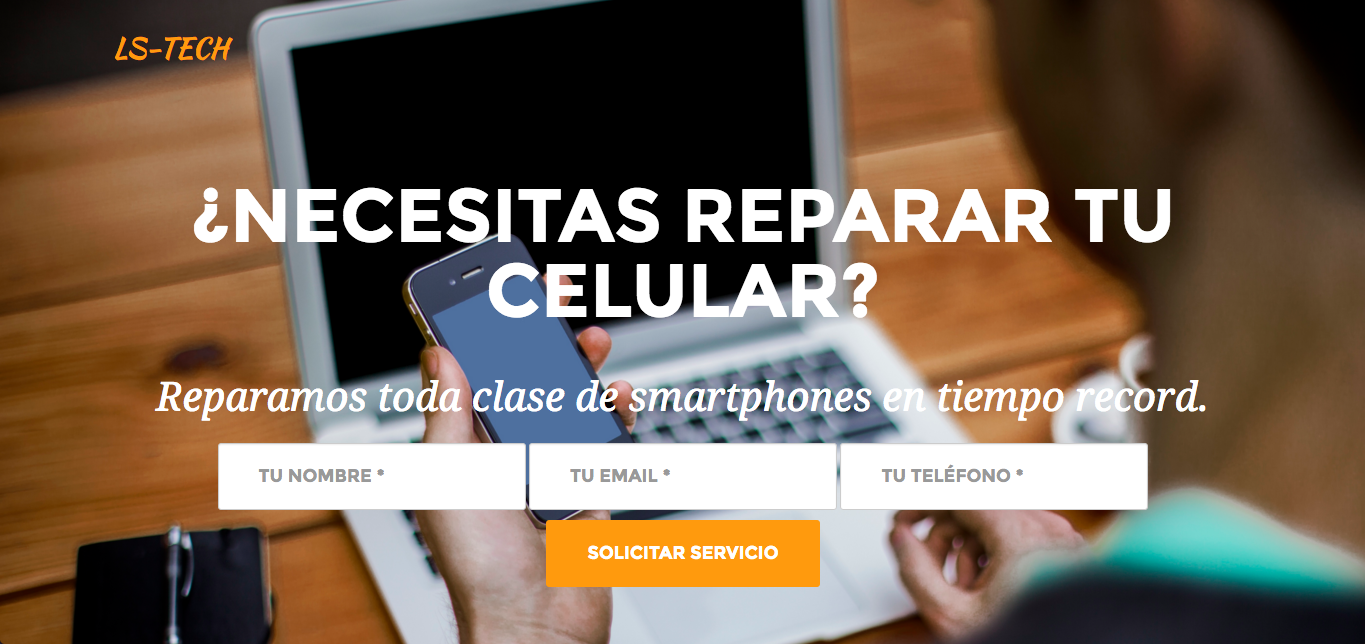 LS-TECH
¿NECESITAS REPARAR TU
CELULAR?
Reparamos toda clase de smartphones en tiempo record.
TU NOMBRE *
TU EMAIL *
TU TELÉFONO *
SOLICITAR SERVICIO